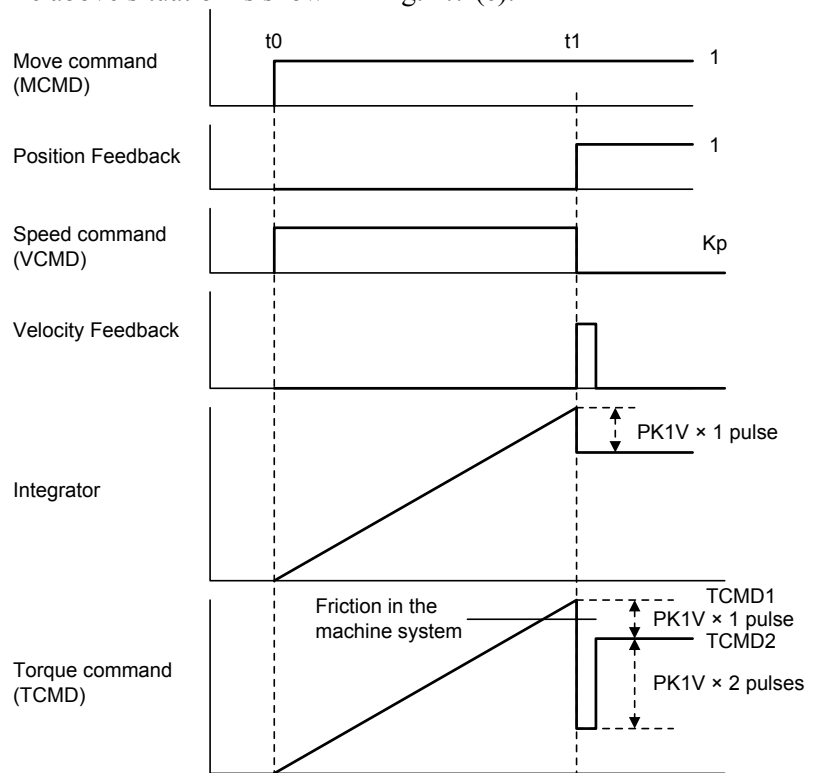 t0 t1
Move command
(MCMD)
1
Position Feedback
1
Speed command
(VCMD)
Kp
Velocity Feedback
PK1V × 1 pulse
Integrator
TCMD1
Friction in the
machine system
PK1V × 1 pulse
TCMD2
Torque command
(TCMD)
PK1V × 2 pulses